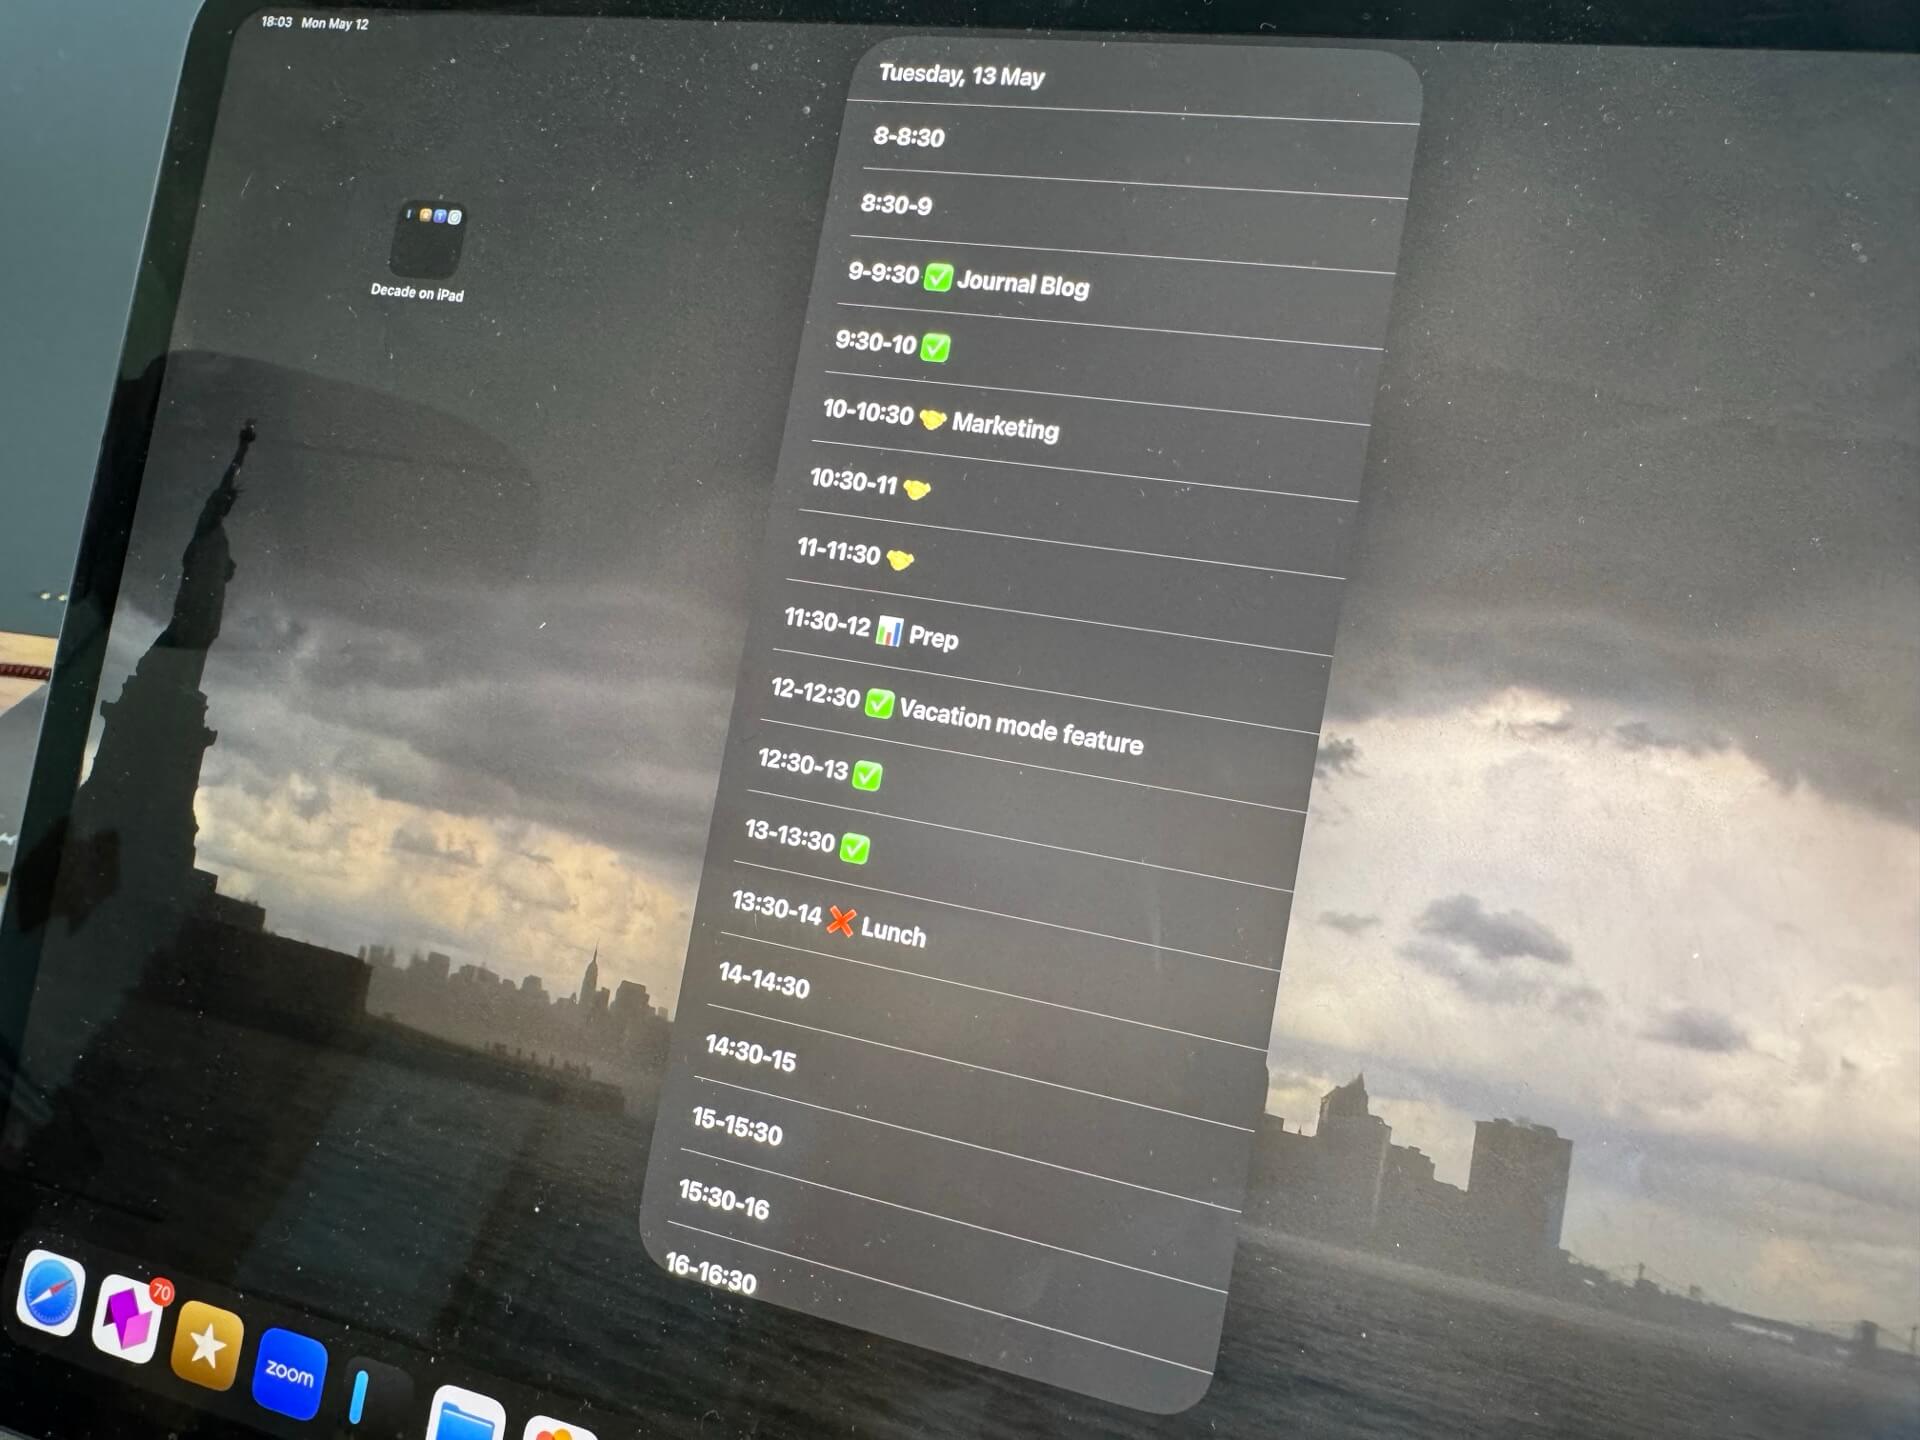 18:03 Mon May 12
Decade on iPad
Tuesday, 13 May
8-8:30
8:30-9
9-9:30 ✅ Journal Blog
9:30-10 ✅
10-10:30 🤝 Marketing
10:30-11 🤝
11-11:30 🤝
11:30-12 📊 Prep
12-12:30 ✅ Vacation mode feature
12:30-13 ✅
13-13:30 ✅
13:30-14 ❌ Lunch
14-14:30
14:30-15
15-15:30
15:30-16
16-16:30
70
zoom